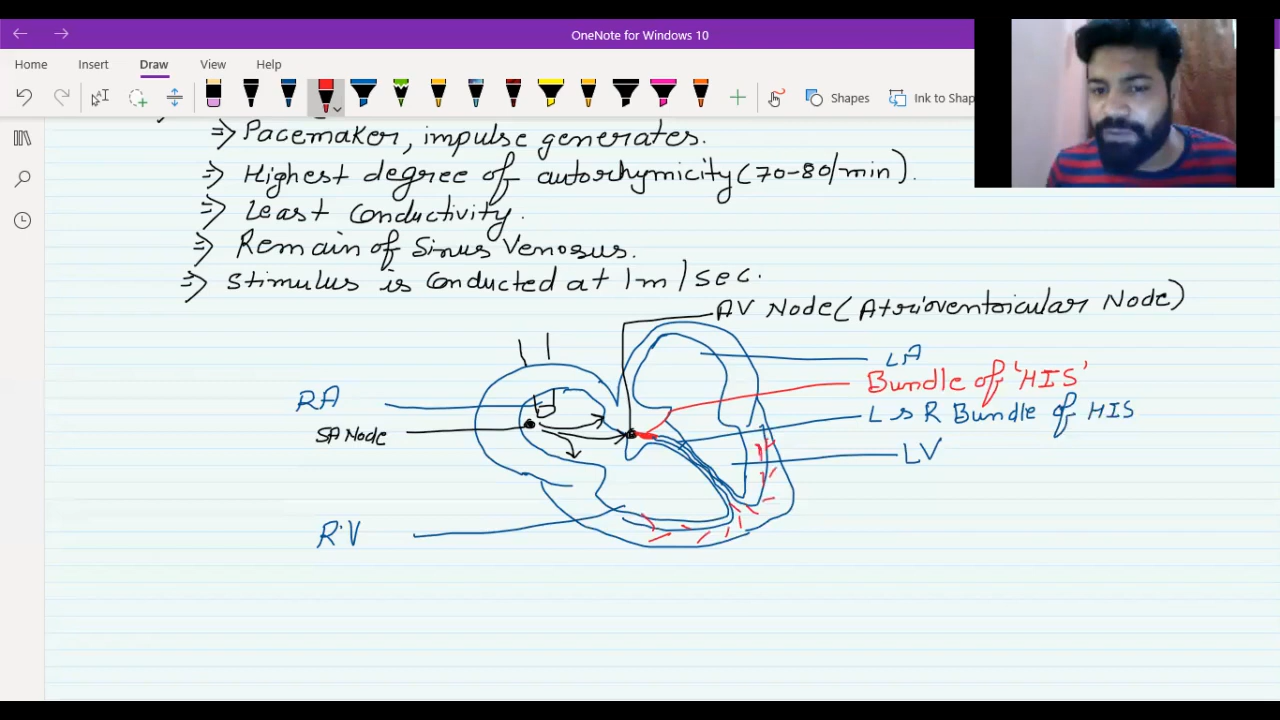 OneNote for Windows 10
Home Insert Draw View Help
Shapes Ink to Shap
=> Pacemaker, impulse generates.
=> Highest degree of autorhymicity (70-80/min).
=> Least Conductivity.
=> Remain of Sinus Venosus.
=> Stimulus is conducted at 1m/sec.
AV Node (Atrioventoicular Node)
LA
Bundle of 'HIS'
RA
L s R Bundle of HIS
SA Node
LV
R.V